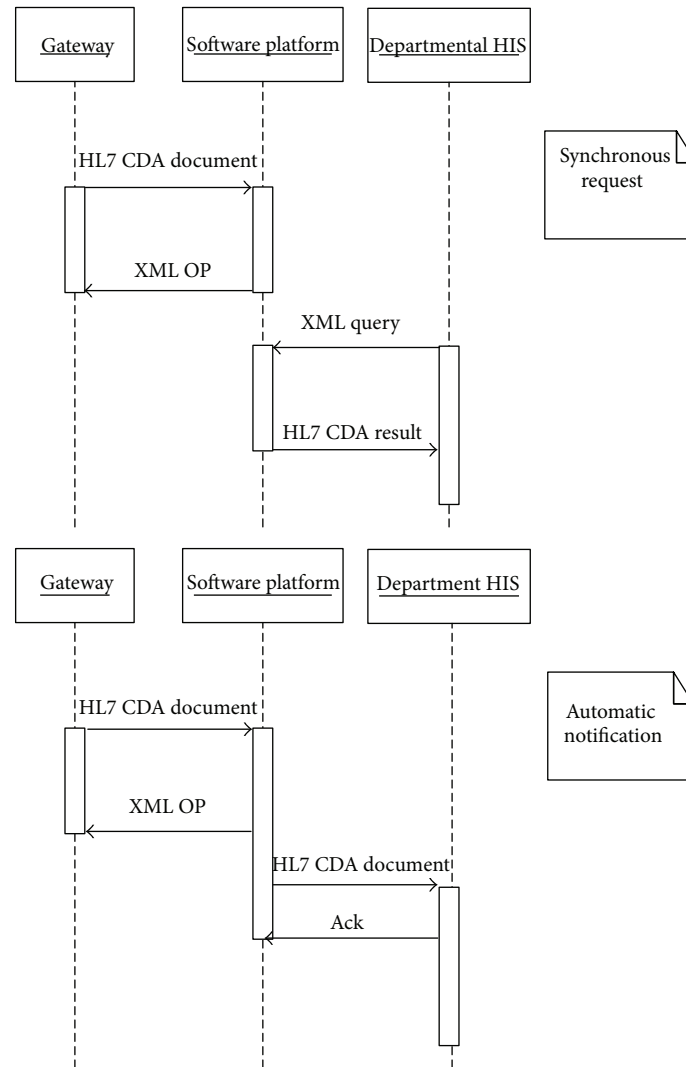 Gateway
Software platform
Departmental HIS
HL7 CDA document
Synchronous
request
XML OP
XML query
HL7 CDA result
Gateway
Software platform
Department HIS
HL7 CDA document
Automatic
notification
XML OP
HL7 CDA document
Ack